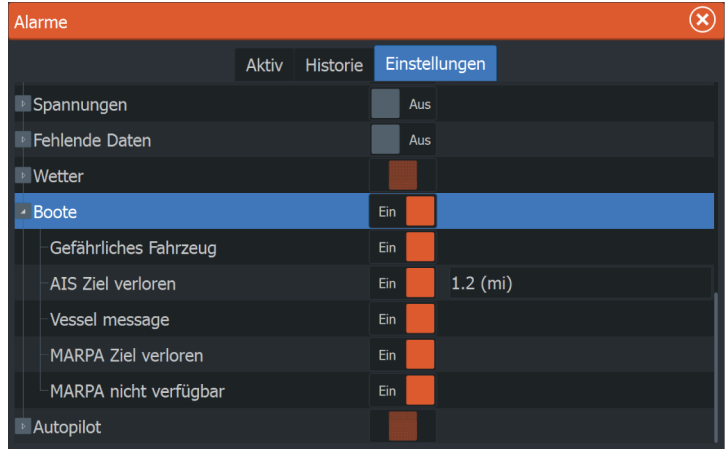 Alarme
Aktiv Historie Einstellungen
Spannungen Aus
Fehlende Daten Aus
Wetter
Boote Ein
Gefährliches Fahrzeug Ein
AIS Ziel verloren Ein 1.2 (mi)
Vessel message Ein
MARPA Ziel verloren Ein
MARPA nicht verfügbar Ein
Autopilot